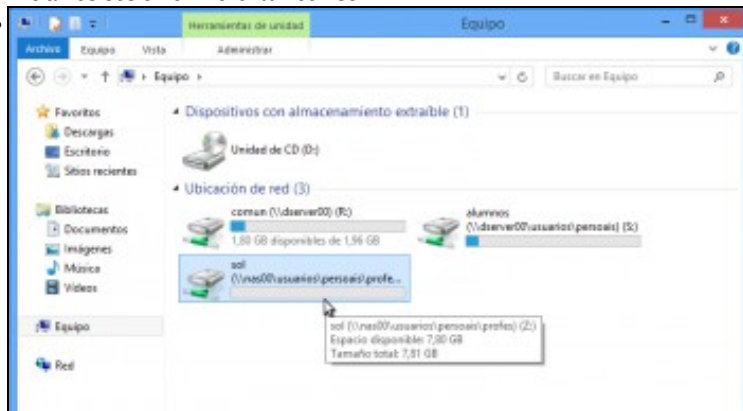 Herramientas de unidad
Equipo
Archivo
Equipo
Vista
Administrar
Equipo
Buscar en Equipo
Favoritos
Descargas
Escritorio
Sitios recientes
Bibliotecas
Documentos
Imágenes
Música
Vídeos
Equipo
Red
Dispositivos con almacenamiento extraíble (1)
Unidad de CD (D:)
Ubicación de red (3)
comun (\\dserver00) (R:)
1,80 GB disponibles de 1,96 GB
alumnos
(\\dserver00\usuarios\persoais) (S:)
sol
(\\nas00\usuarios\persoais\profe...
sol (\\nas00\usuarios\persoais\profes) (Z:)
Espacio disponible: 7,80 GB
Tamaño total: 7,81 GB